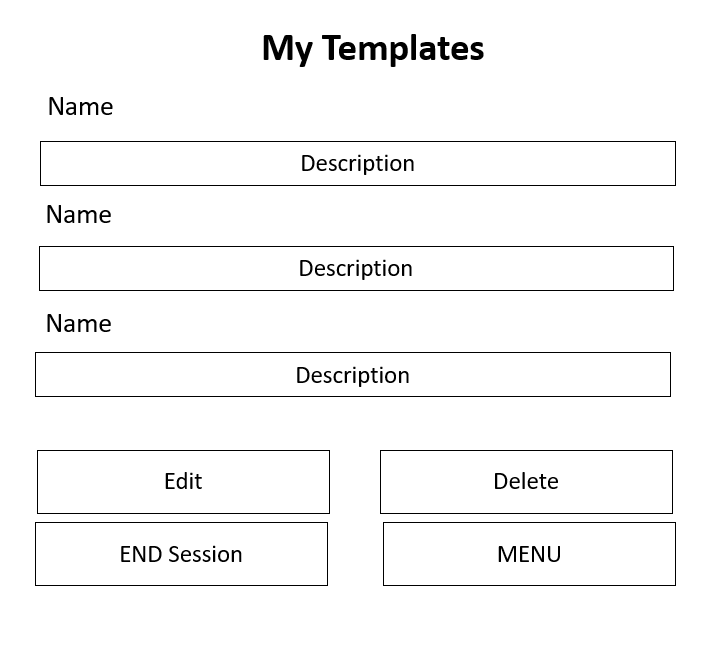 My Templates
Name
Description
Name
Description
Name
Description
Edit
Delete
END Session
MENU